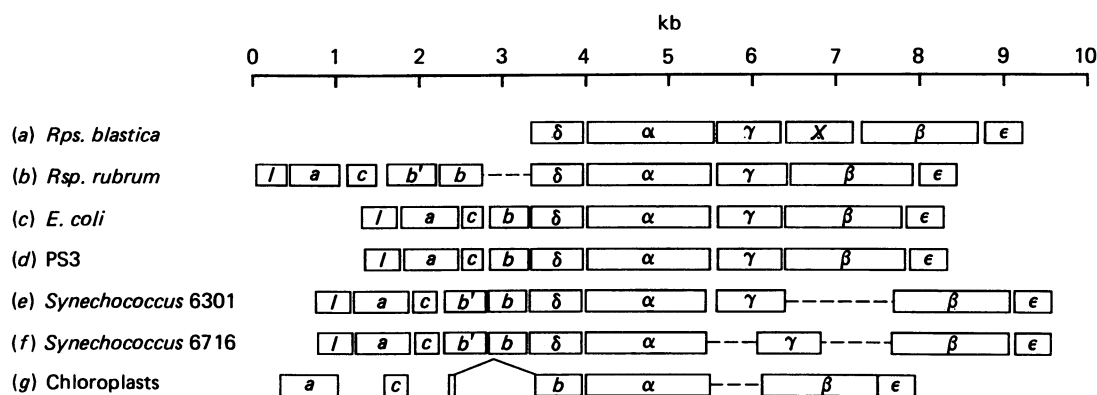 kb
0 1 2 3 4 5 6 7 8 9 10
(a) Rps. blastica δ α γ X β ϵ
(b) Rsp. rubrum I a c b' b δ α γ β ϵ
(c) E. coli I a c b δ α γ β ϵ
(d) PS3 I a c b δ α γ β ϵ
(e) Synechococcus 6301 I a c b' b δ α γ β ϵ
(f) Synechococcus 6716 I a c b' b δ α γ β ϵ
(g) Chloroplasts a c b α β ϵ